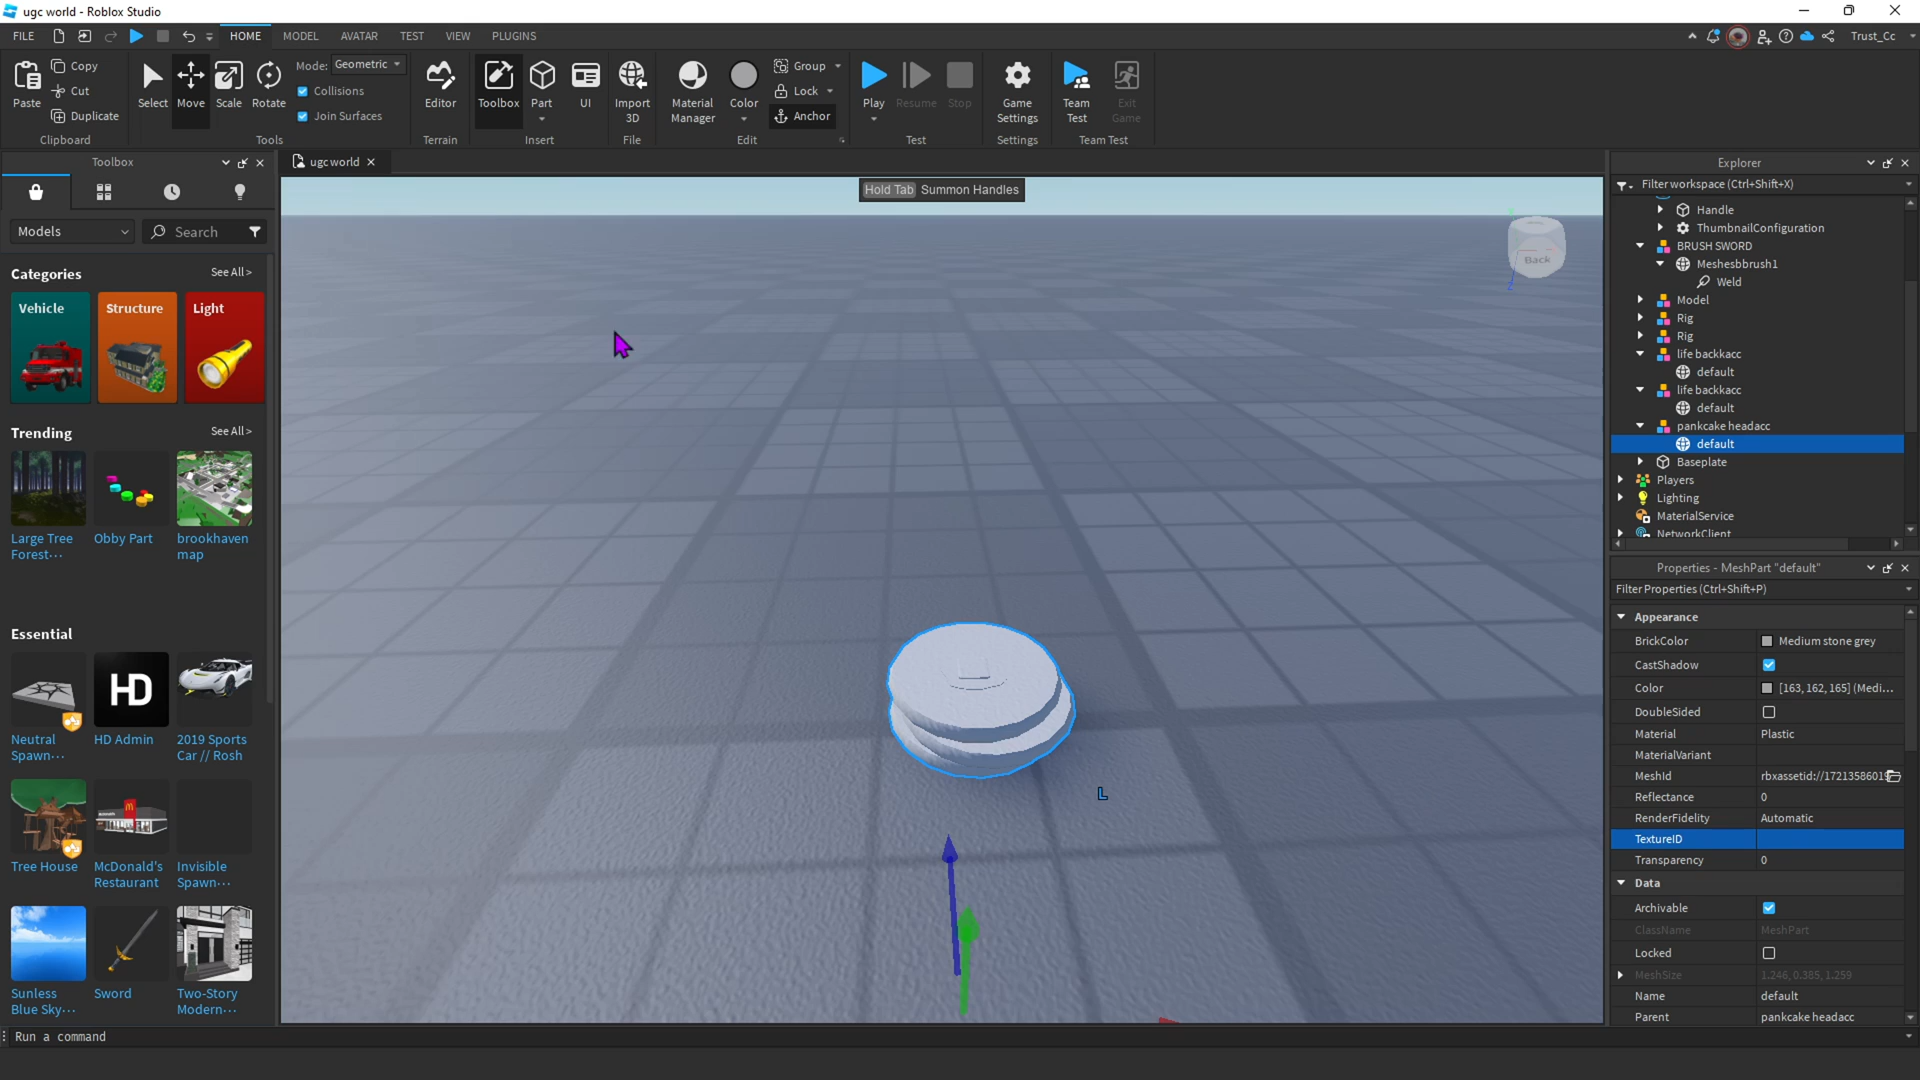 ugc world - Roblox Studio
FILE
HOME
MODEL
AVATAR
TEST
VIEW
PLUGINS
Trust_Cc
Paste
Copy
Cut
Duplicate
Clipboard
Select
Move
Scale
Rotate
Mode: Geometric
Collisions
Join Surfaces
Tools
Editor
Terrain
Toolbox
Part
UI
Insert
Import
3D
File
Material
Manager
Color
Group
Lock
Anchor
Edit
Play
Resume
Stop
Test
Game
Settings
Settings
Team
Test
Exit
Game
Team Test
Toolbox
Models
Search
Categories
See All >
Vehicle
Structure
Light
Trending
See All >
Large Tree
Forest...
Obby Part
brookhaven
map
Essential
HD
Neutral
Spawn...
HD Admin
2019 Sports
Car // Rosh
Tree House
McDonald's
Restaurant
Invisible
Spawn...
Sunless
Blue Sky...
Sword
Two-Story
Modern...
ugc world
Hold Tab Summon Handles
Back
L
Explorer
Filter workspace (Ctrl+Shift+X)
Handle
ThumbnailConfiguration
BRUSH SWORD
Meshesbbrush1
Weld
Model
Rig
Rig
life backkacc
default
life backkacc
default
pankcake headacc
default
Baseplate
Players
Lighting
MaterialService
NetworkClient
Properties - MeshPart "default"
Filter Properties (Ctrl+Shift+P)
Appearance
BrickColor Medium stone grey
CastShadow
Color [163, 162, 165] (Medi...
DoubleSided
Material Plastic
MaterialVariant
MeshId rbxassetid://1721358601
Reflectance 0
RenderFidelity Automatic
TextureID
Transparency 0
Data
Archivable
ClassName MeshPart
Locked
MeshSize 1.246, 0.385, 1.259
Name default
Parent pankcake headacc
Run a command